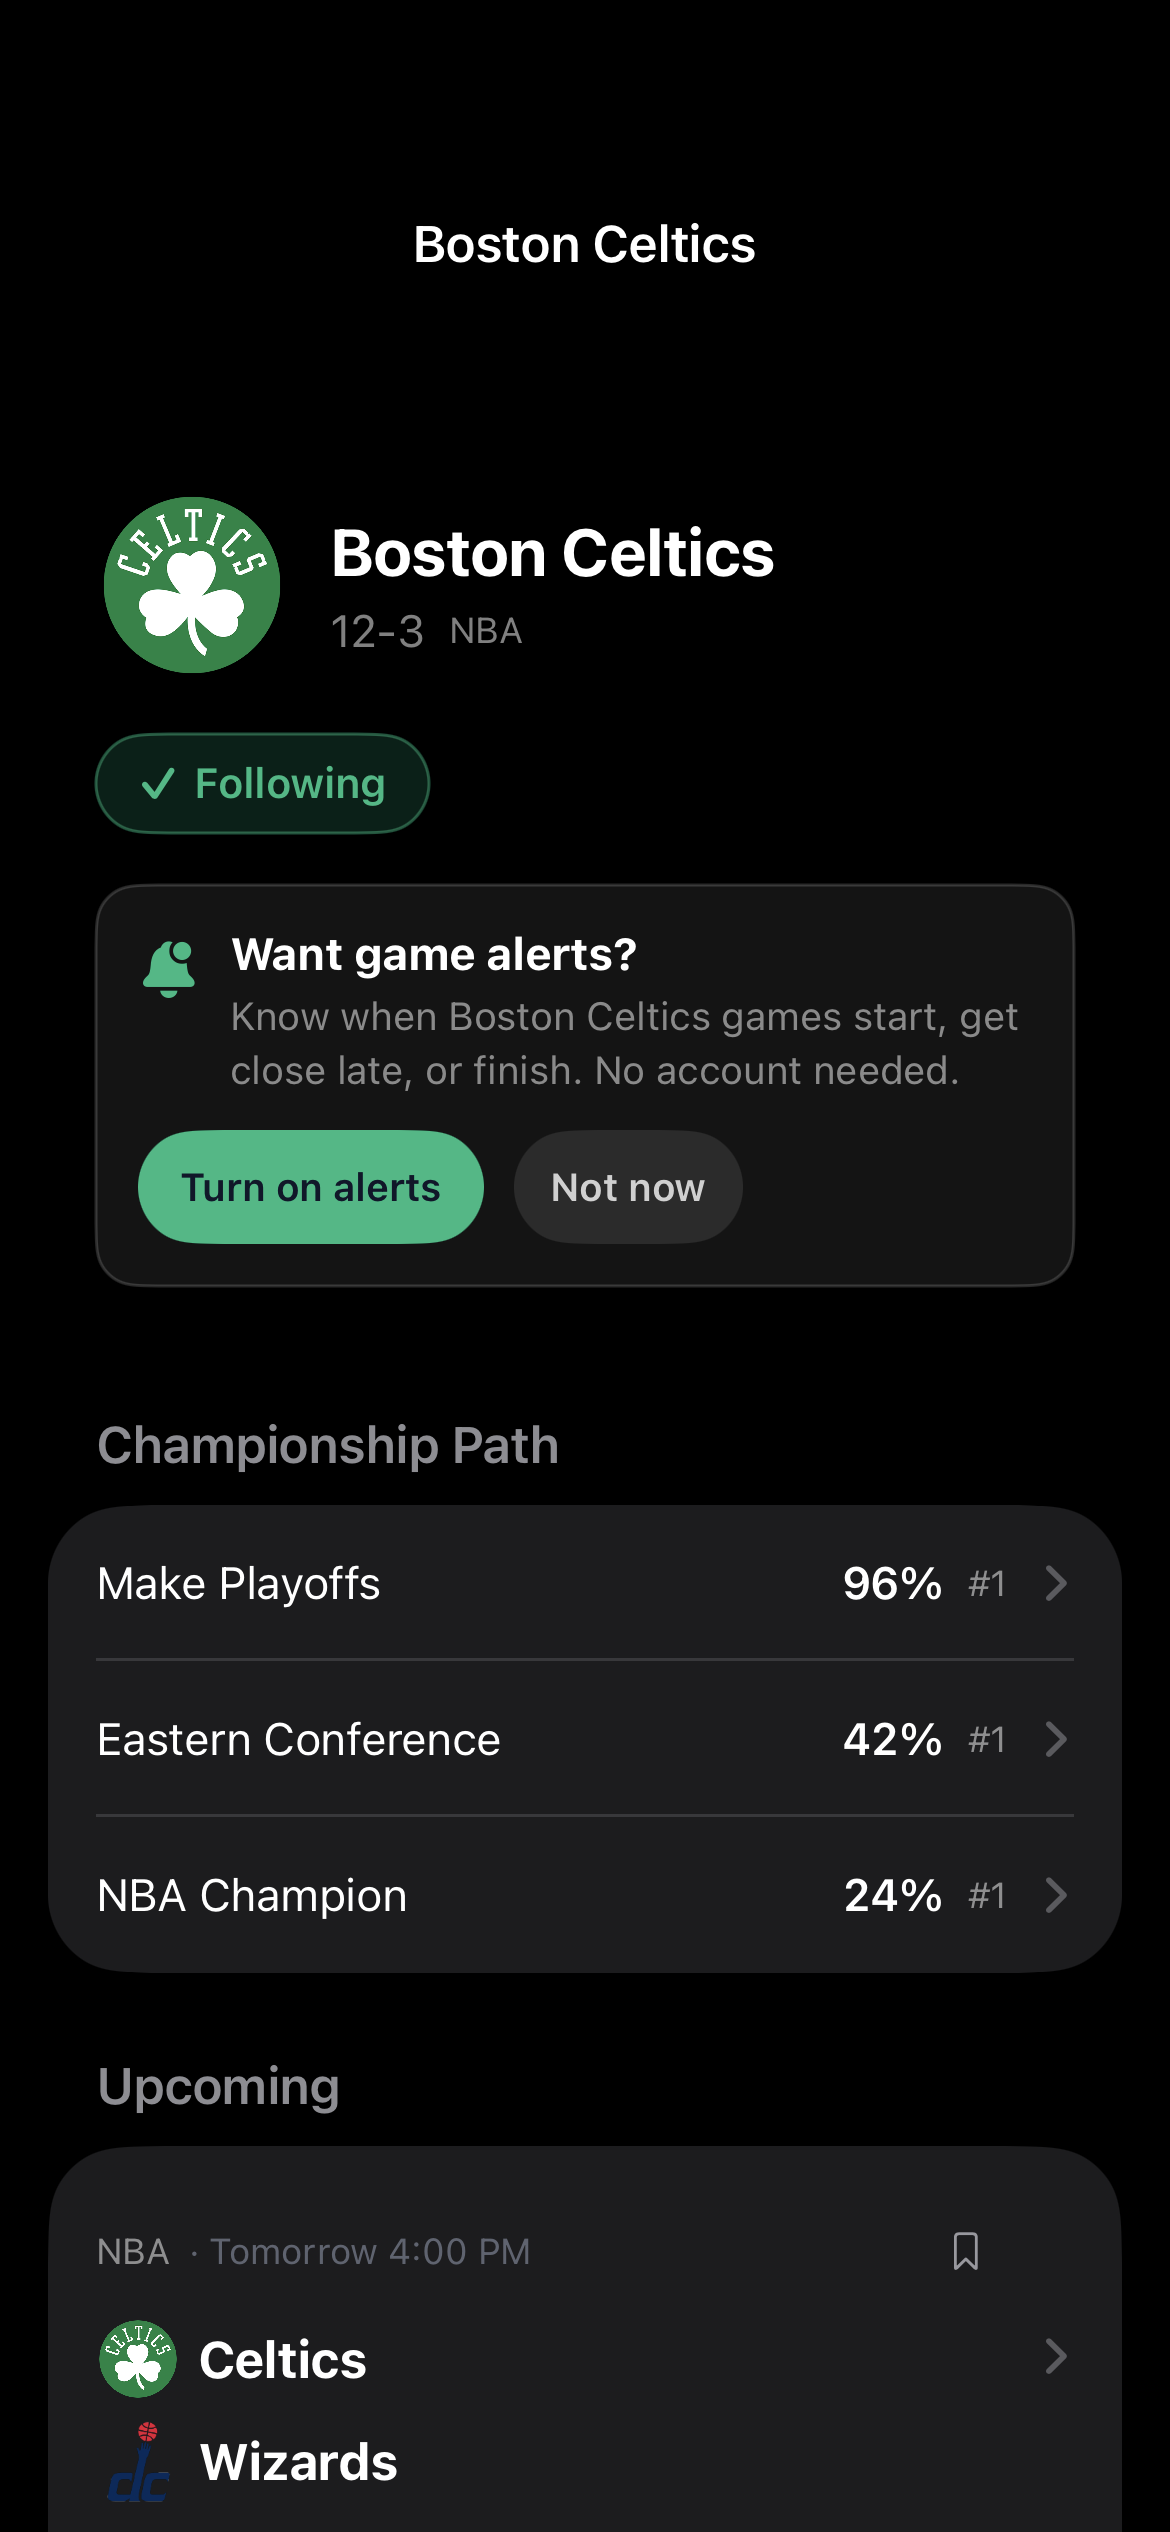 Boston Celtics
CELTICS
Boston Celtics
12-3 NBA
Following
Want game alerts?
Know when Boston Celtics games start, get
close late, or finish. No account needed.
Turn on alerts
Not now
Championship Path
Make Playoffs 96% #1
Eastern Conference 42% #1
NBA Champion 24% #1
Upcoming
NBA · Tomorrow 4:00 PM
CELTICS
Celtics
dc
Wizards